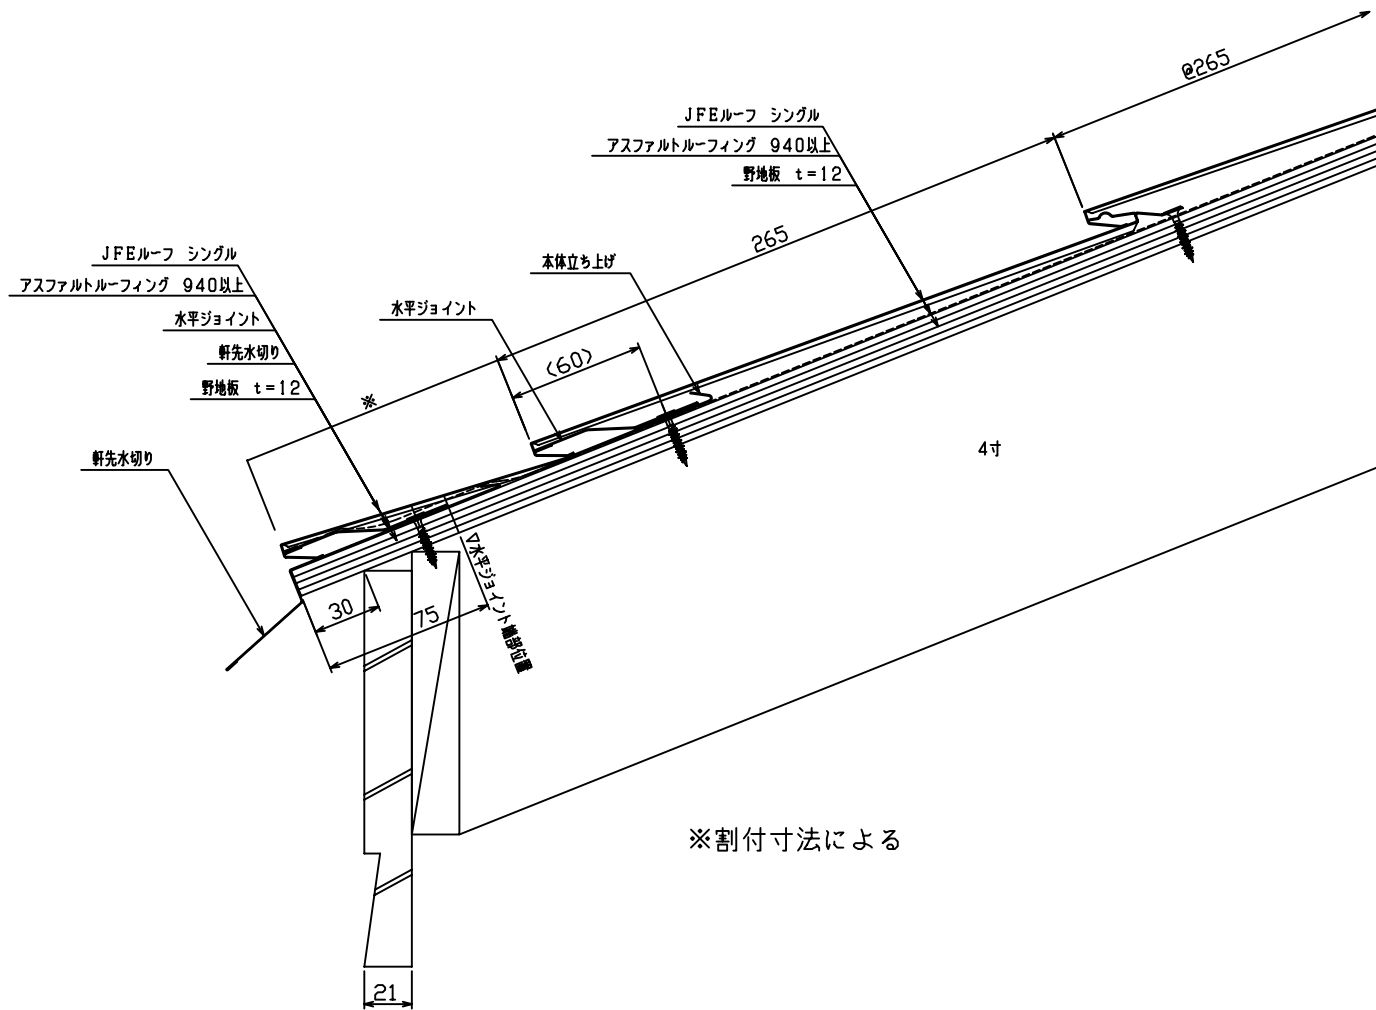 @265
JFEルーフ シングル
アスファルトルーフィング 940以上
野地板 t=12
265
JFEルーフ シングル
アスファルトルーフィング 940以上
水平ジョイント
軒先水切り
野地板 t=12
本体立ち上げ
水平ジョイント
<60>
※
軒先水切り
4寸
▽水平ジョイント端部位置
30
75
※割付寸法による
21